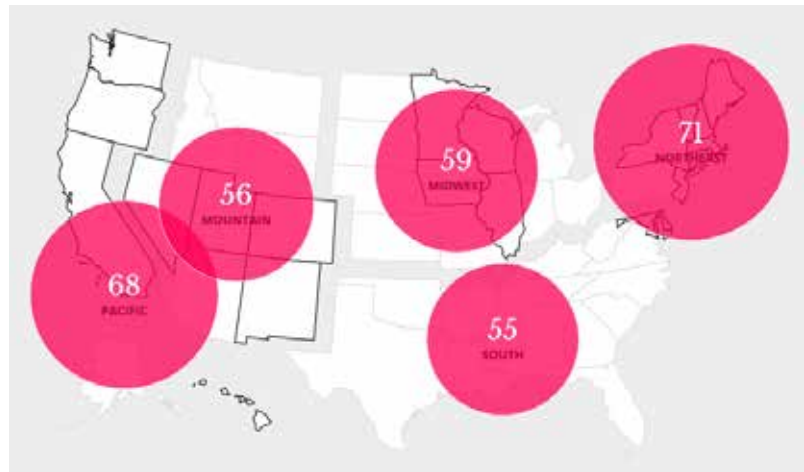 71
NORTHEAST
59
MIDWEST
56
MOUNTAIN
68
PACIFIC
55
SOUTH